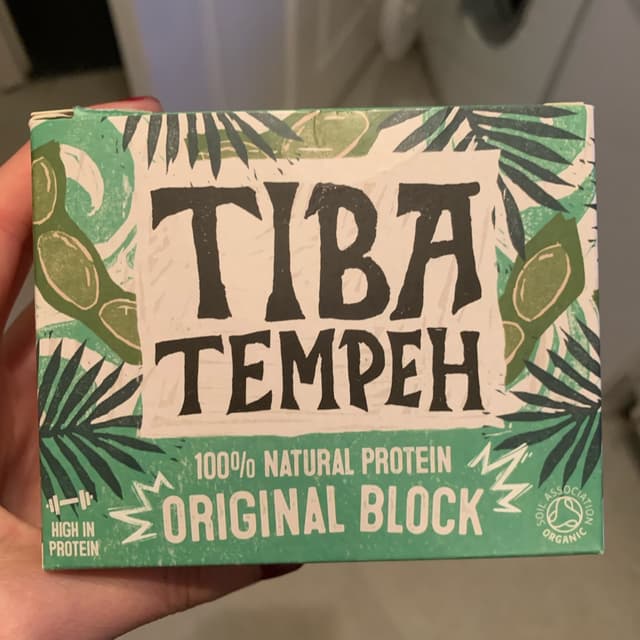 TIBA
TEMPEH
100% NATURAL PROTEIN
ORIGINAL BLOCK
HIGH IN
PROTEIN
SOIL ASSOCIATION
ORGANIC